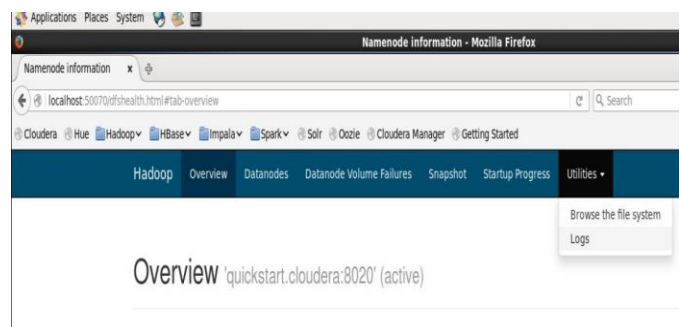 Applications Places System
Namenode information - Mozilla Firefox
Namenode information x
localhost:50070/dfshealth.html#tab-overview Search
Cloudera Hue Hadoop HBase Impala Spark Solr Oozie Cloudera Manager Getting Started
Hadoop Overview Datanodes Datanode Volume Failures Snapshot Startup Progress Utilities
Browse the file system
Logs
Overview 'quickstart.cloudera:8020' (active)